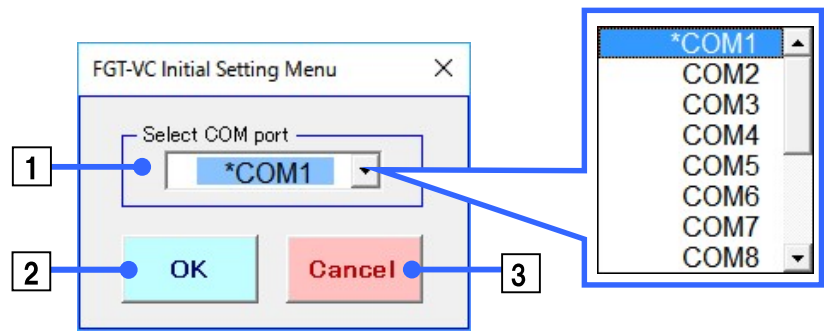 FGT-VC Initial Setting Menu
Select COM port
1
*COM1
2
OK
Cancel
3
*COM1
COM2
COM3
COM4
COM5
COM6
COM7
COM8